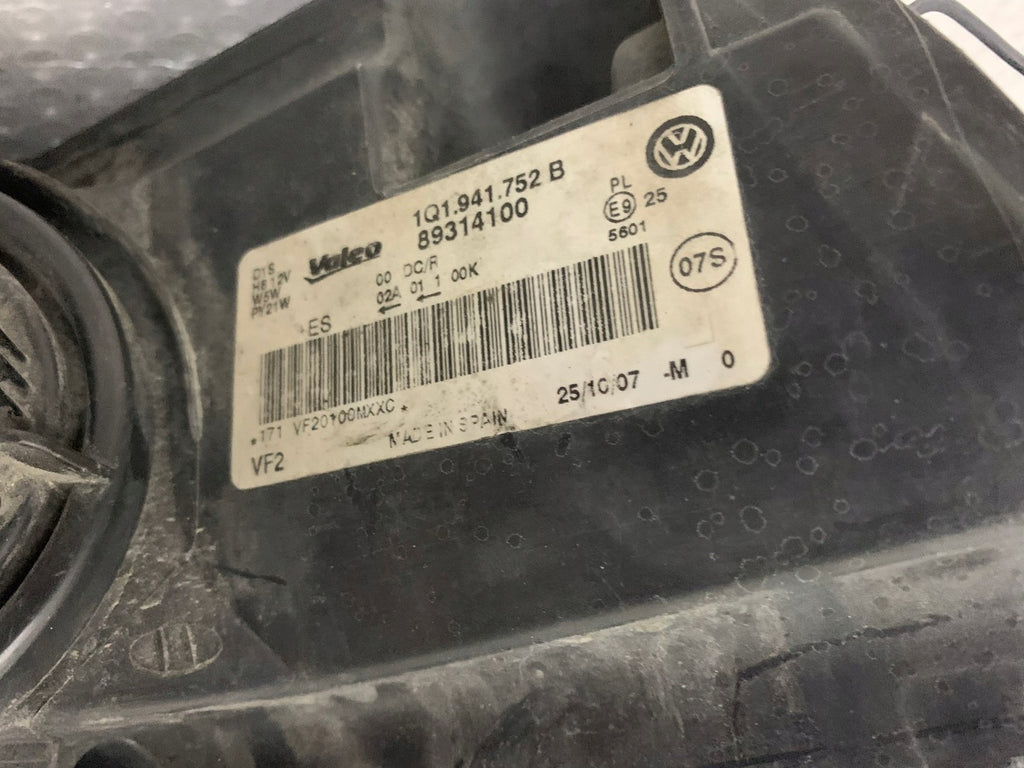 1Q1.941.752 B
89314100
Valeo
D1S
H8 12V
W5W
PY21W
00 DC/R
02A 01 1 00K
PL
E9 25
5601
07S
ES
*171 VF20100MXXC *
25/10/07 -M 0
MADE IN SPAIN
VF2